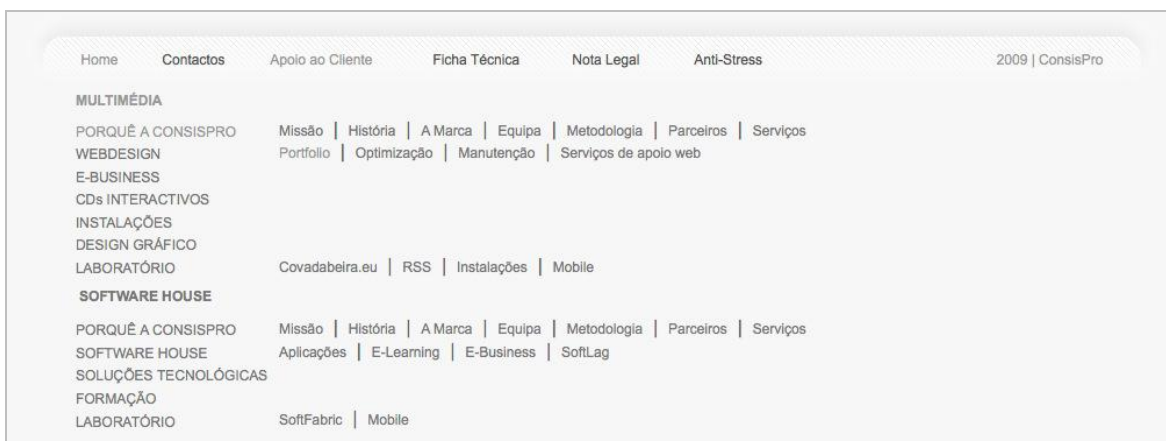 Home Contactos Apoio ao Cliente Ficha Técnica Nota Legal Anti-Stress 2009 | ConsisPro
MULTIMÉDIA
PORQUÊ A CONSISPRO Missão | História | A Marca | Equipa | Metodologia | Parceiros | Serviços
WEBDESIGN Portfolio | Optimização | Manutenção | Serviços de apoio web
E-BUSINESS
CDs INTERACTIVOS
INSTALAÇÕES
DESIGN GRÁFICO
LABORATÓRIO Covadabeira.eu | RSS | Instalações | Mobile
SOFTWARE HOUSE
PORQUÊ A CONSISPRO Missão | História | A Marca | Equipa | Metodologia | Parceiros | Serviços
SOFTWARE HOUSE Aplicações | E-Learning | E-Business | SoftLag
SOLUÇÕES TECNOLÓGICAS
FORMAÇÃO
LABORATÓRIO SoftFabric | Mobile